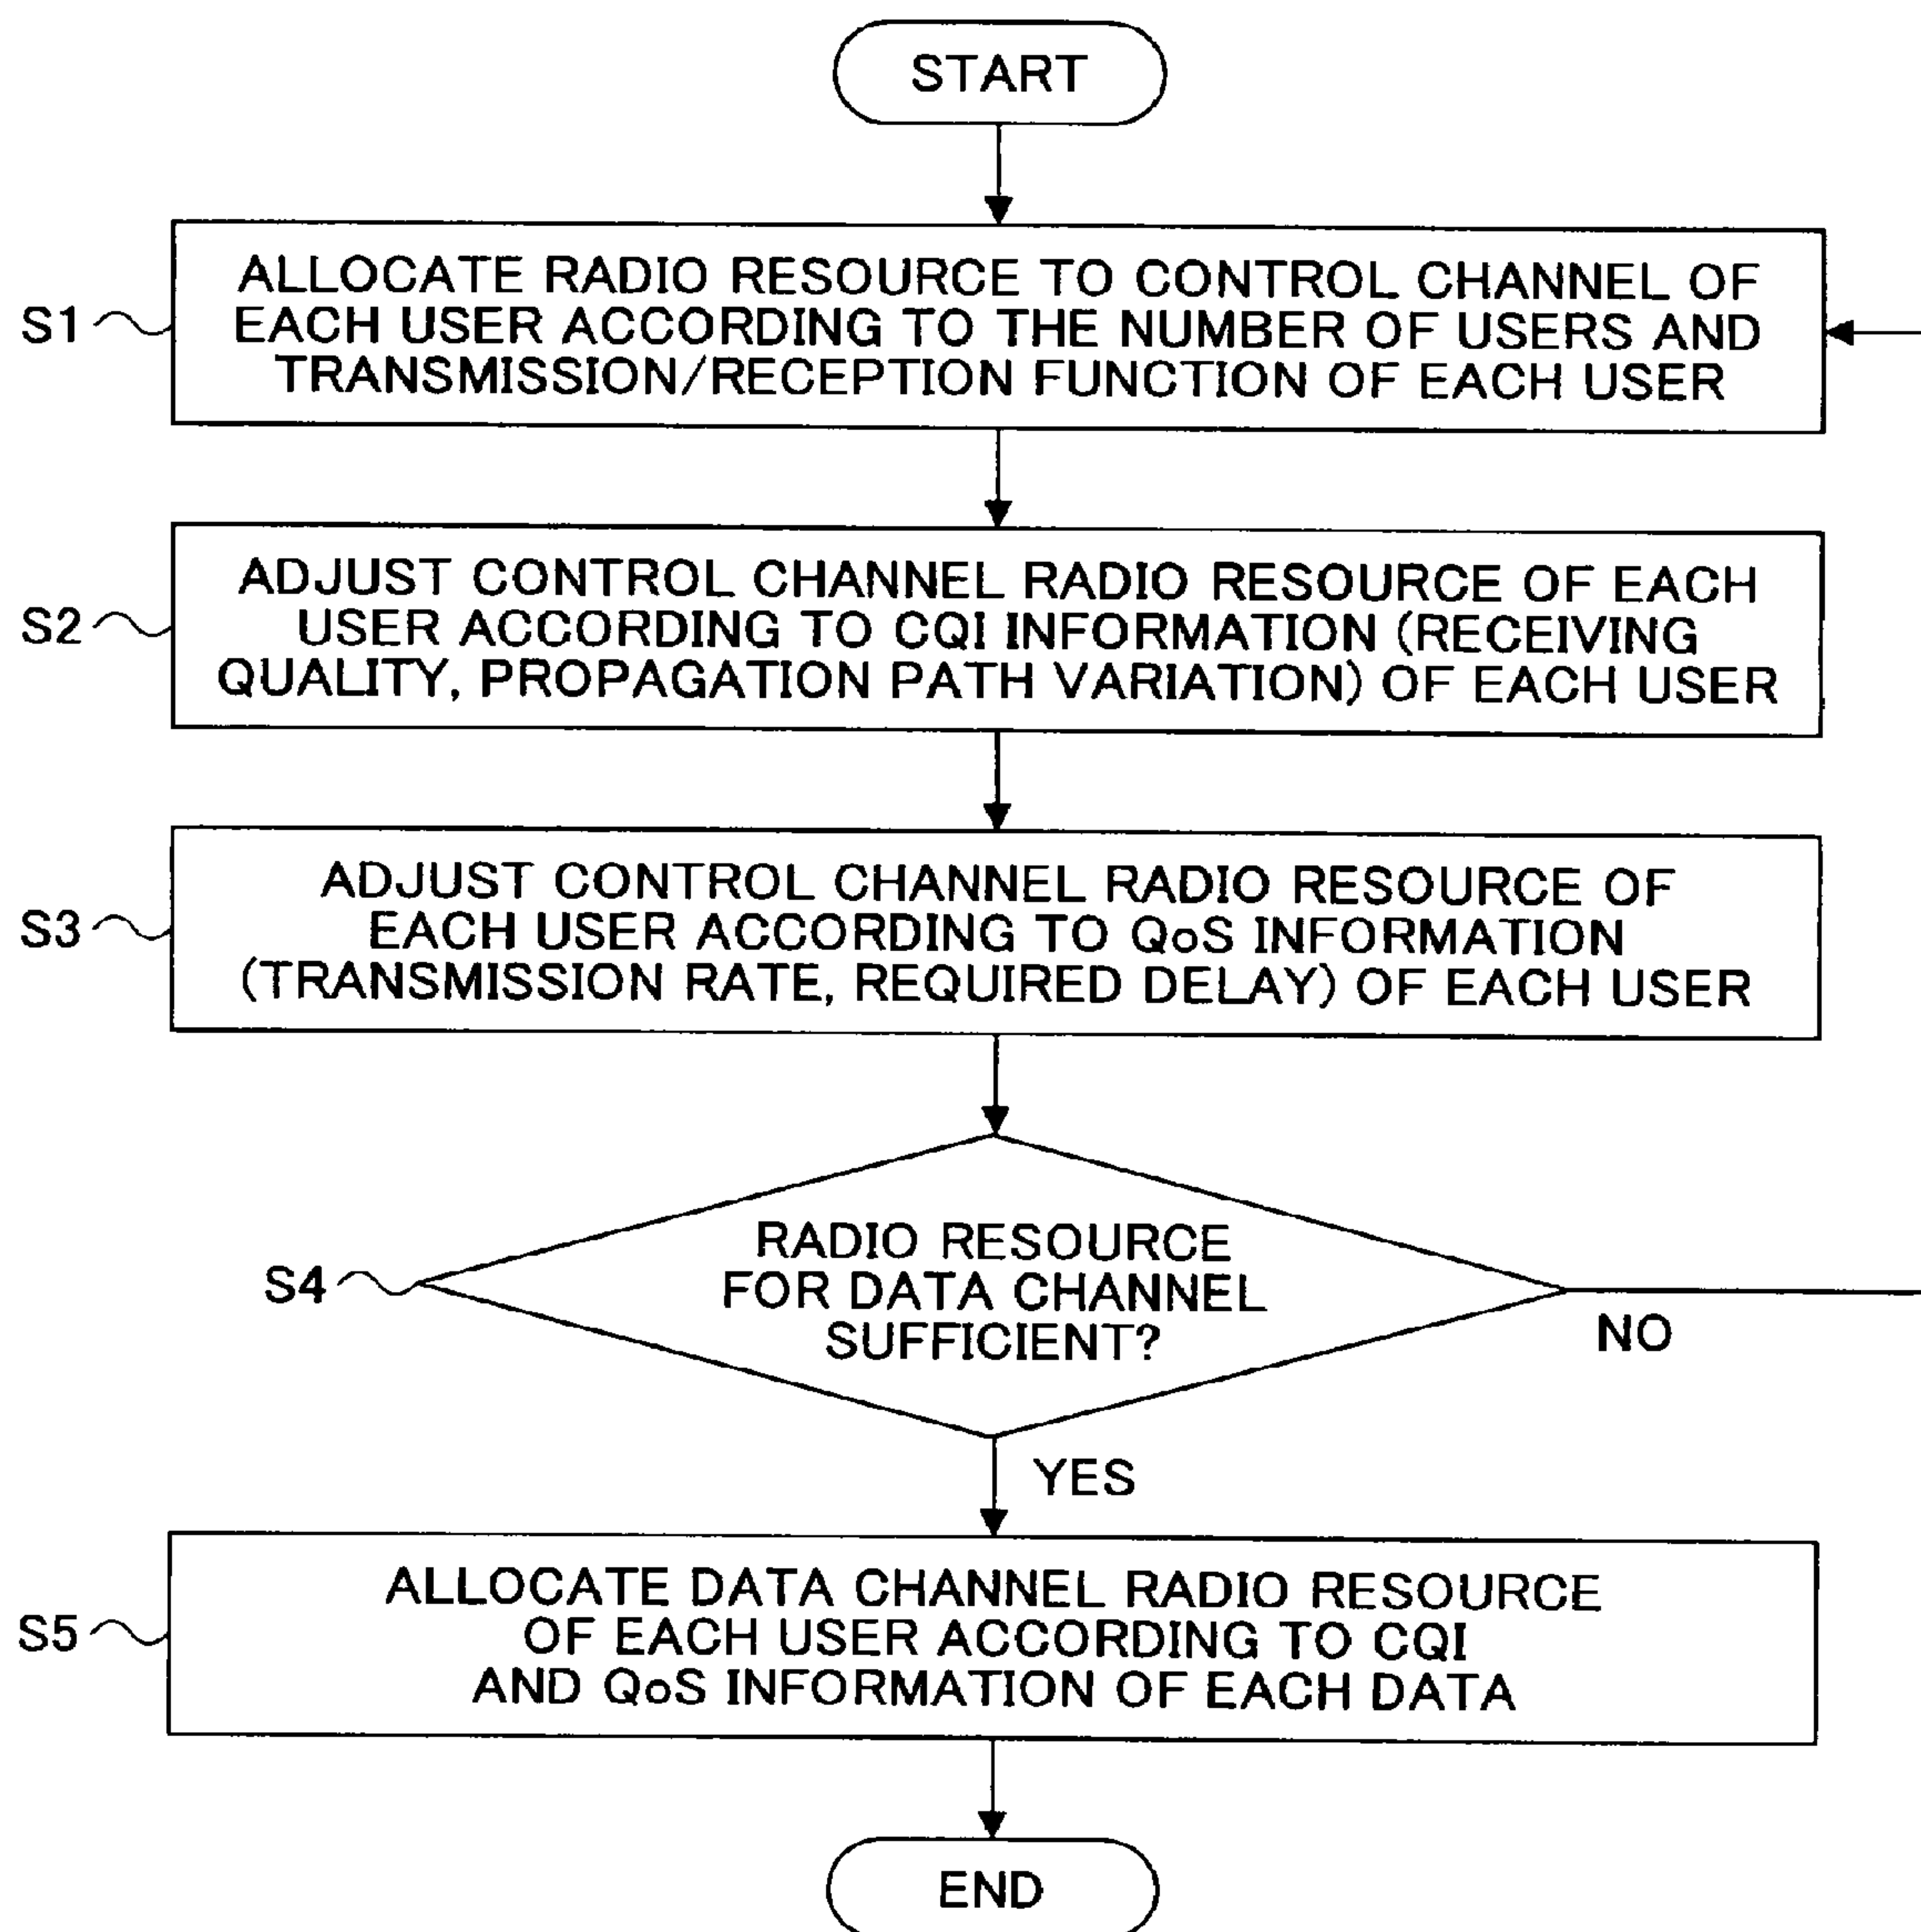 START
S1
ALLOCATE RADIO RESOURCE TO CONTROL CHANNEL OF
EACH USER ACCORDING TO THE NUMBER OF USERS AND
TRANSMISSION/RECEPTION FUNCTION OF EACH USER
S2
ADJUST CONTROL CHANNEL RADIO RESOURCE OF EACH
USER ACCORDING TO CQI INFORMATION (RECEIVING
QUALITY, PROPAGATION PATH VARIATION) OF EACH USER
S3
ADJUST CONTROL CHANNEL RADIO RESOURCE OF
EACH USER ACCORDING TO QoS INFORMATION
(TRANSMISSION RATE, REQUIRED DELAY) OF EACH USER
S4
RADIO RESOURCE
FOR DATA CHANNEL
SUFFICIENT?
NO
YES
S5
ALLOCATE DATA CHANNEL RADIO RESOURCE
OF EACH USER ACCORDING TO CQI
AND QoS INFORMATION OF EACH DATA
END